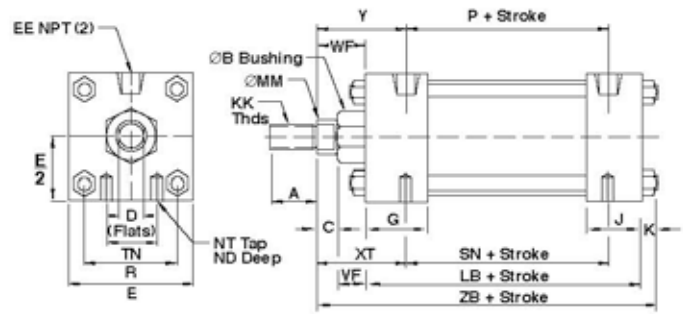 Y
P + Stroke
EE NPT (2)
WF
ØB Bushing
ØMM
KK
Thds
E
2
A
D
(Flats)
C
G
J
K
NT Tap
ND Deep
TN
XT
SN + Stroke
R
VF
LB + Stroke
E
ZB + Stroke